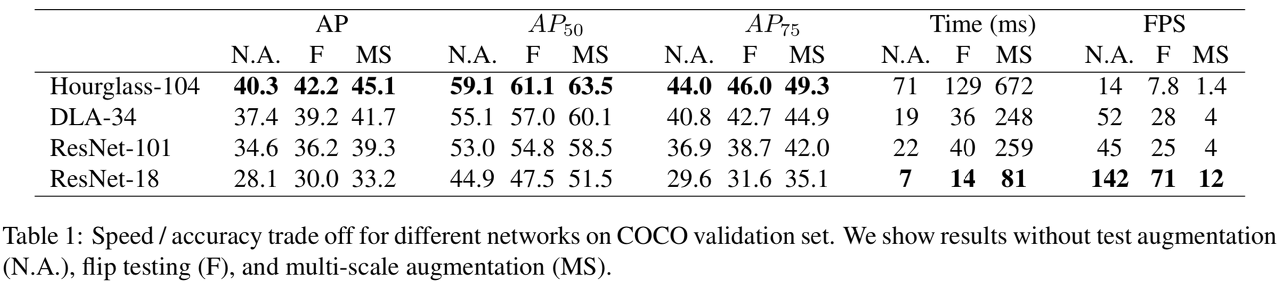 AP AP50 AP75 Time (ms) FPS
N.A. F MS N.A. F MS N.A. F MS N.A. F MS N.A. F MS
Hourglass-104 40.3 42.2 45.1 59.1 61.1 63.5 44.0 46.0 49.3 71 129 672 14 7.8 1.4
DLA-34 37.4 39.2 41.7 55.1 57.0 60.1 40.8 42.7 44.9 19 36 248 52 28 4
ResNet-101 34.6 36.2 39.3 53.0 54.8 58.5 36.9 38.7 42.0 22 40 259 45 25 4
ResNet-18 28.1 30.0 33.2 44.9 47.5 51.5 29.6 31.6 35.1 7 14 81 142 71 12
Table 1: Speed / accuracy trade off for different networks on COCO validation set. We show results without test augmentation
(N.A.), flip testing (F), and multi-scale augmentation (MS).